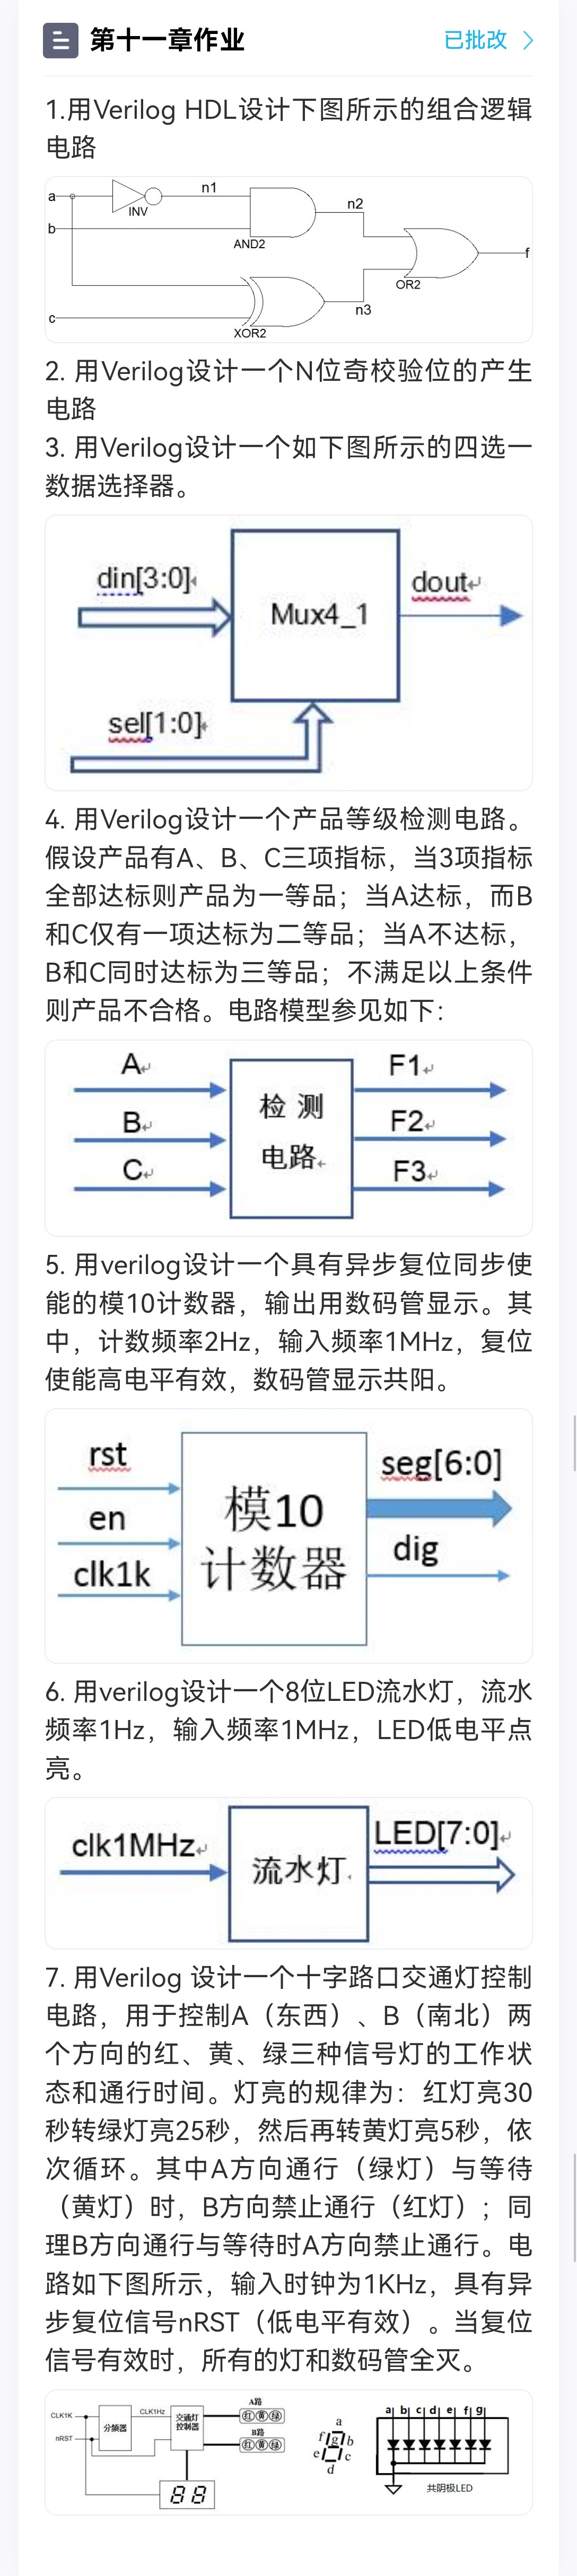 第十一章作业
已批改
1.用Verilog HDL设计下图所示的组合逻辑
电路
a
n1
INV
n2
b
AND2
f
OR2
n3
c
XOR2
2. 用Verilog设计一个N位奇校验位的产生
电路
3. 用Verilog设计一个如下图所示的四选一
数据选择器。
din[3:0]
dout
Mux4_1
sel[1:0]
4. 用Verilog设计一个产品等级检测电路。
假设产品有A、B、C三项指标，当3项指标
全部达标则产品为一等品；当A达标，而B
和C仅有一项达标为二等品；当A不达标，
B和C同时达标为三等品；不满足以上条件
则产品不合格。电路模型参见如下：
A
F1
检 测
B
F2
电路
C
F3
5. 用verilog设计一个具有异步复位同步使
能的模10计数器，输出用数码管显示。其
中，计数频率2Hz，输入频率1MHz，复位
使能高电平有效，数码管显示共阳。
rst
seg[6:0]
en
模10
dig
clk1k
计数器
6. 用verilog设计一个8位LED流水灯，流水
频率1Hz，输入频率1MHz，LED低电平点
亮。
clk1MHz
LED[7:0]
流水灯
7. 用Verilog 设计一个十字路口交通灯控制
电路，用于控制A（东西）、B（南北）两
个方向的红、黄、绿三种信号灯的工作状
态和通行时间。灯亮的规律为：红灯亮30
秒转绿灯亮25秒，然后再转黄灯亮5秒，依
次循环。其中A方向通行（绿灯）与等待
（黄灯）时，B方向禁止通行（红灯）；同
理B方向通行与等待时A方向禁止通行。电
路如下图所示，输入时钟为1KHz，具有异
步复位信号nRST（低电平有效）。当复位
信号有效时，所有的灯和数码管全灭。
A路
CLK1K
CLK1Hz
红 黄 绿
分频器
交通灯
控制器
B路
nRST
红 黄 绿
88
a
f g b
e c
d
a b c d e f g
共阴极LED